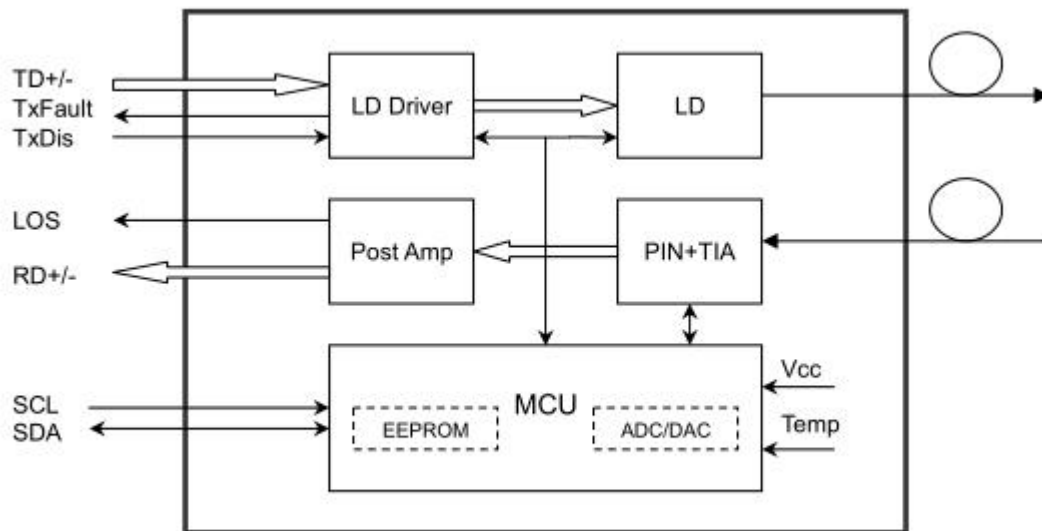 TD+/-
TxFault
TxDis
LD Driver
LD
LOS
RD+/-
Post Amp
PIN+TIA
SCL
SDA
MCU
EEPROM
ADC/DAC
Vcc
Temp